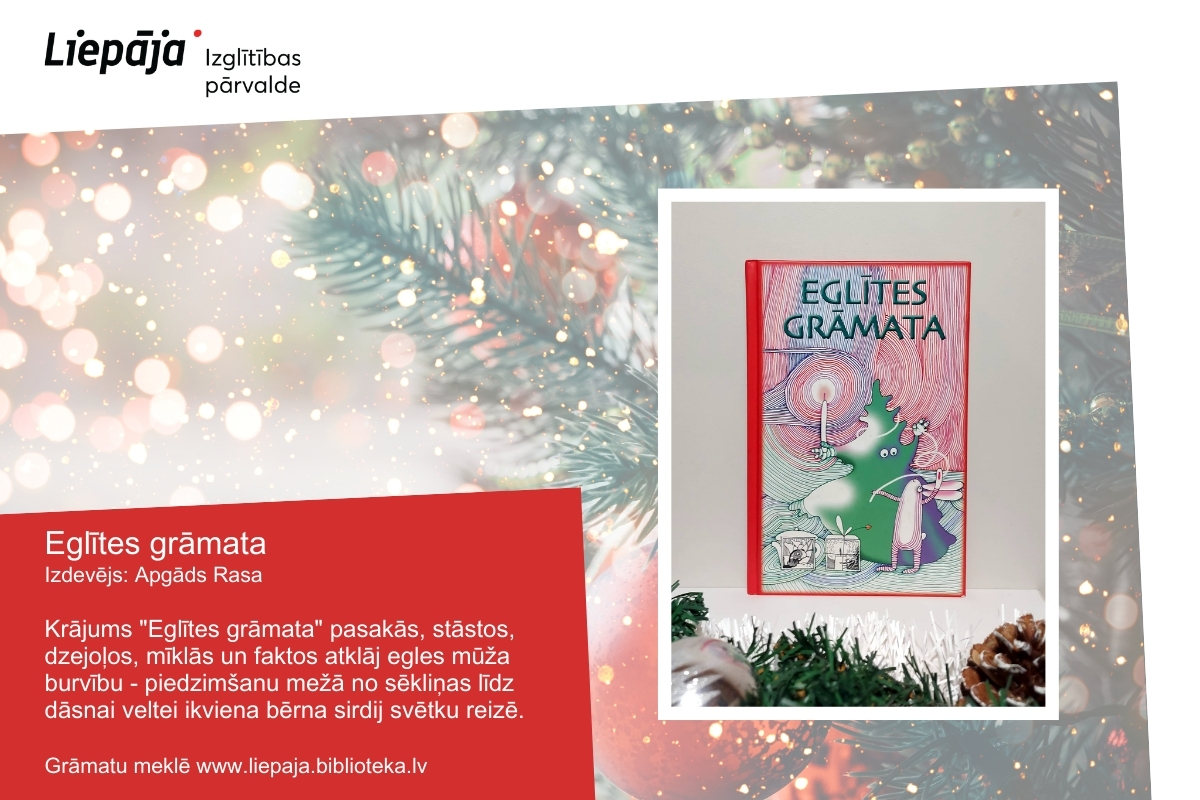 Liepāja
Izglītības
pārvalde
EGLĪTES
GRĀMATA
Eglītes grāmata
Izdevējs: Apgāds Rasa
Krājums "Eglītes grāmata" pasakās, stāstos,
dzejoļos, mīklās un faktos atklāj egles mūža
burvību - piedzimšanu mežā no sēkliņas līdz
dāsnai veltei ikviena bērna sirdij svētku reizē.
Grāmatu meklē www.liepaja.biblioteka.lv